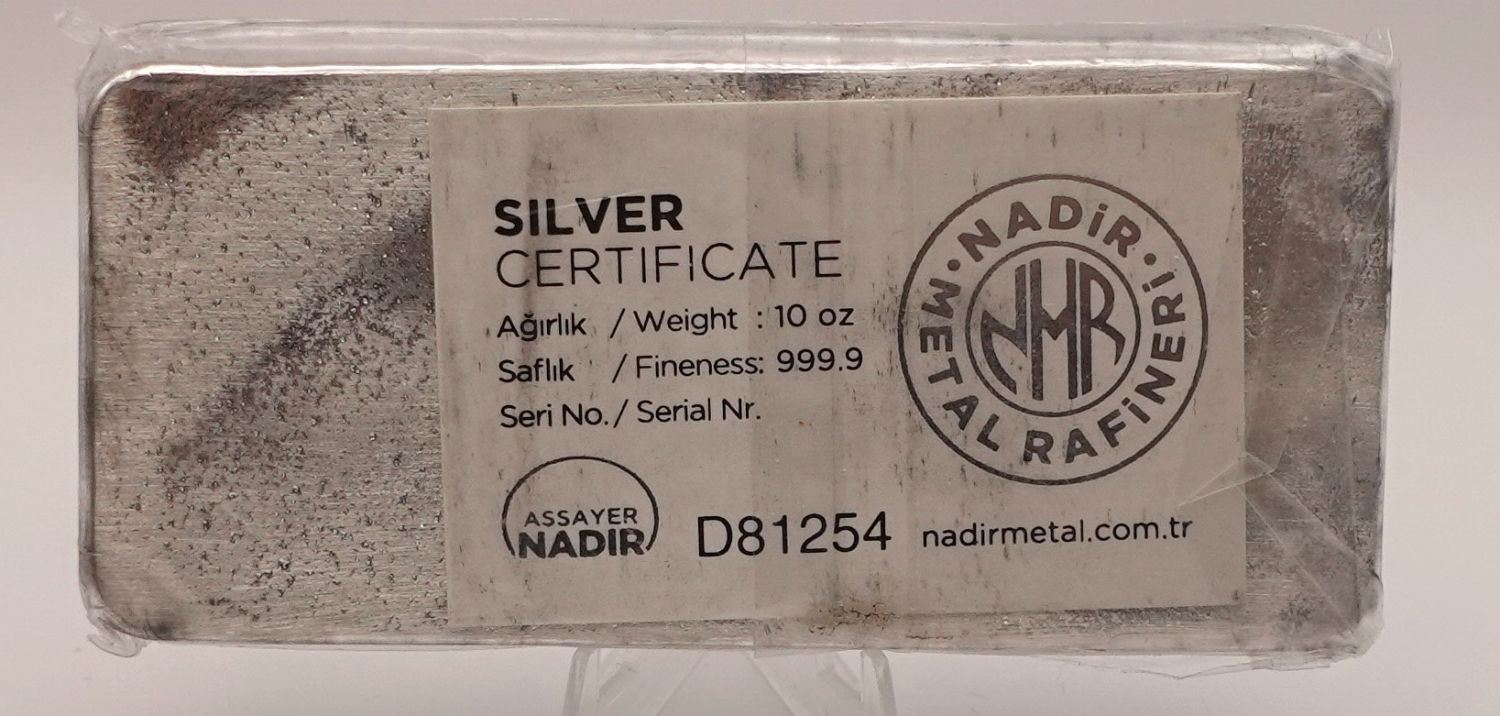 SILVER
CERTIFICATE
Ağırlık / Weight : 10 oz
Saflık / Fineness: 999.9
Seri No. / Serial Nr.
ASSAYER
NADIR
D81254
nadirmetal.com.tr
• NADİR •
METAL RAFİNERİ
NMR